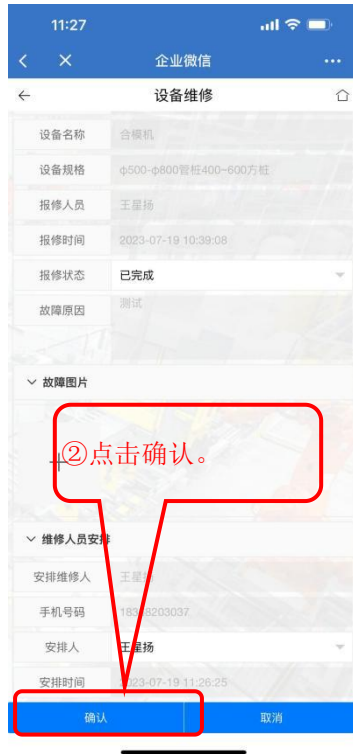 11:27
企业微信
设备维修
设备名称 合模机
设备规格 φ500-φ800管桩400~600方桩
报修人员 王星扬
报修时间 2023-07-19 10:39:08
报修状态 已完成
故障原因 测试
故障图片
②点击确认。
维修人员安排
安排维修人 王星
手机号码
安排人 王星扬
安排时间 2023-07-19 11:26:25
确认 取消